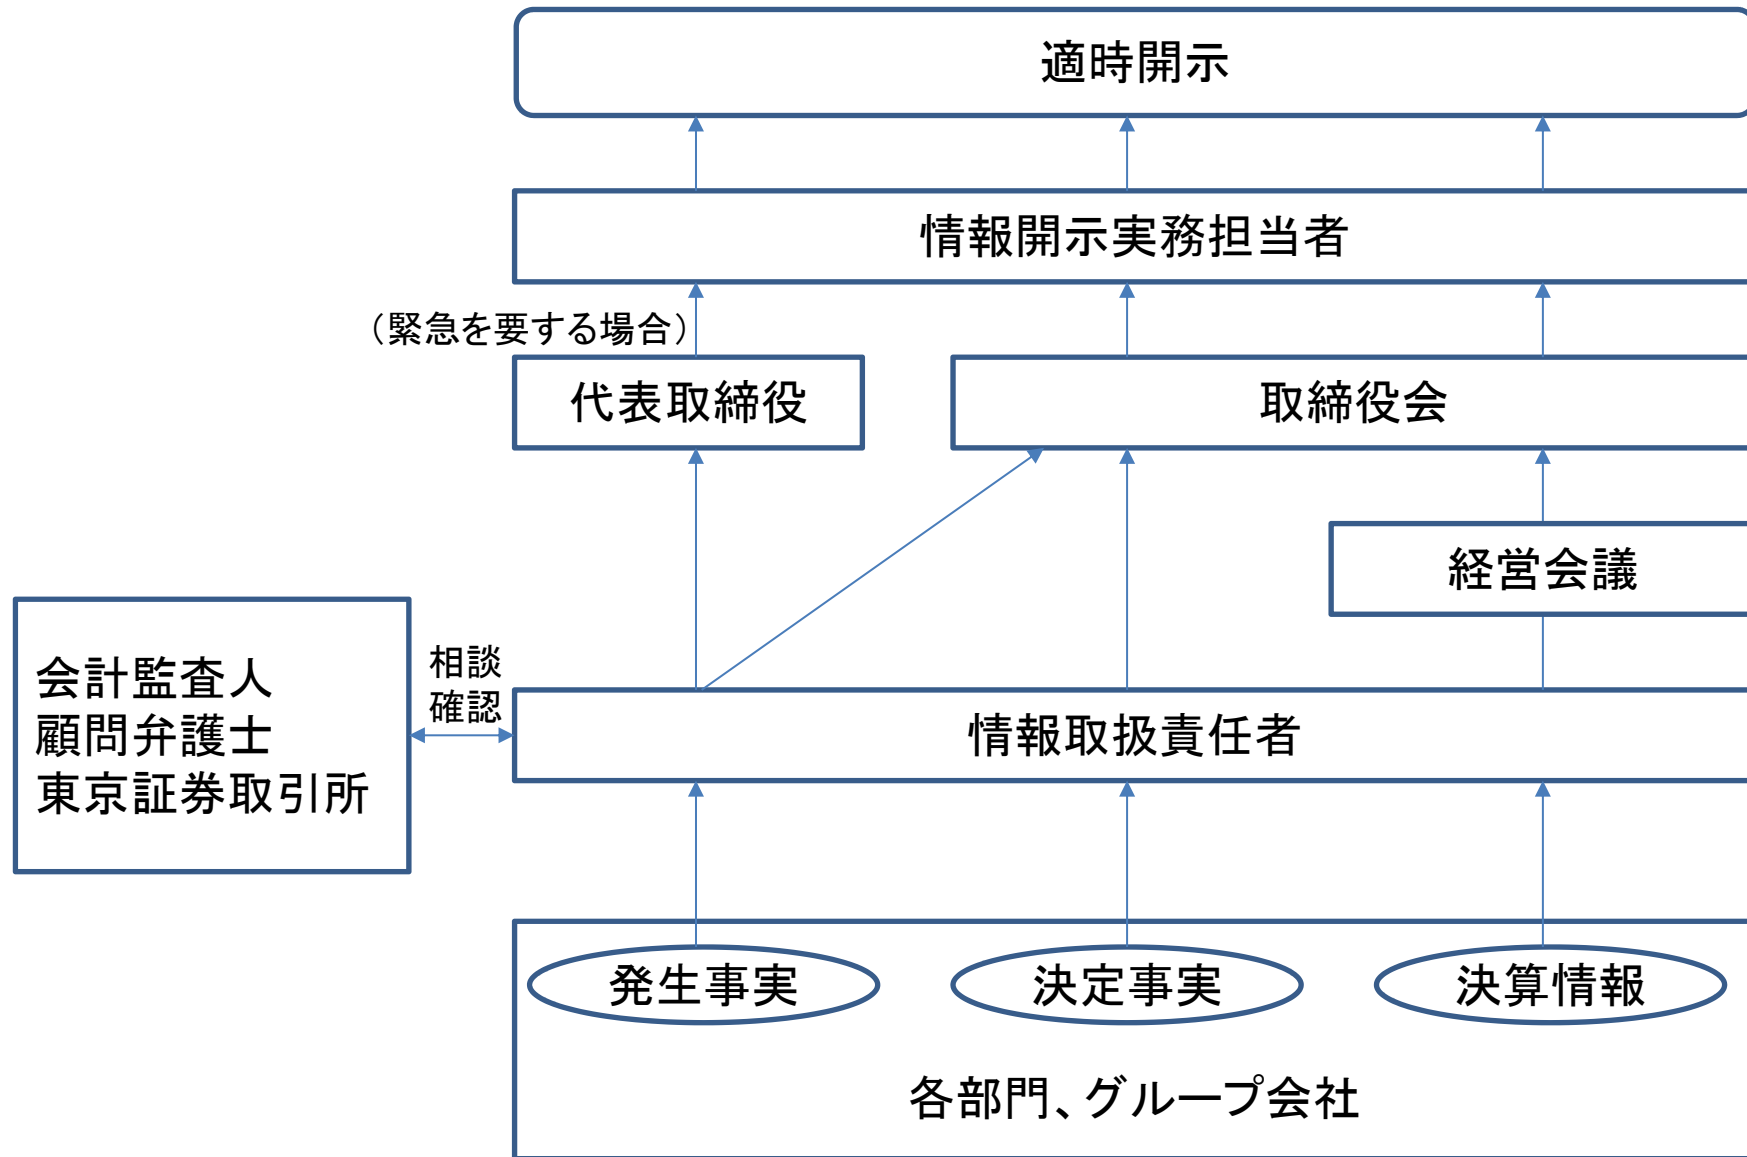 適時開示
情報開示実務担当者
（緊急を要する場合）
代表取締役
取締役会
経営会議
会計監査人
顧問弁護士
東京証券取引所
相談
確認
情報取扱責任者
発生事実
決定事実
決算情報
各部門、グループ会社